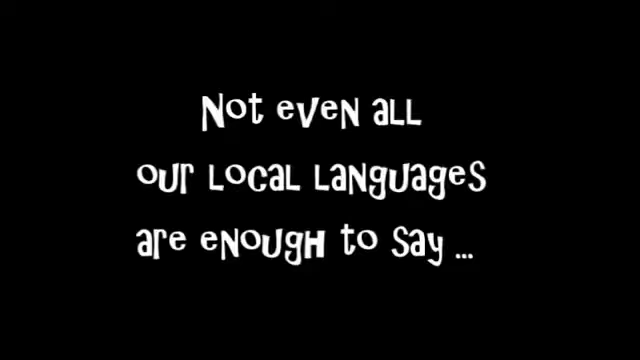 Not even all
our local languages
are enough to say ...